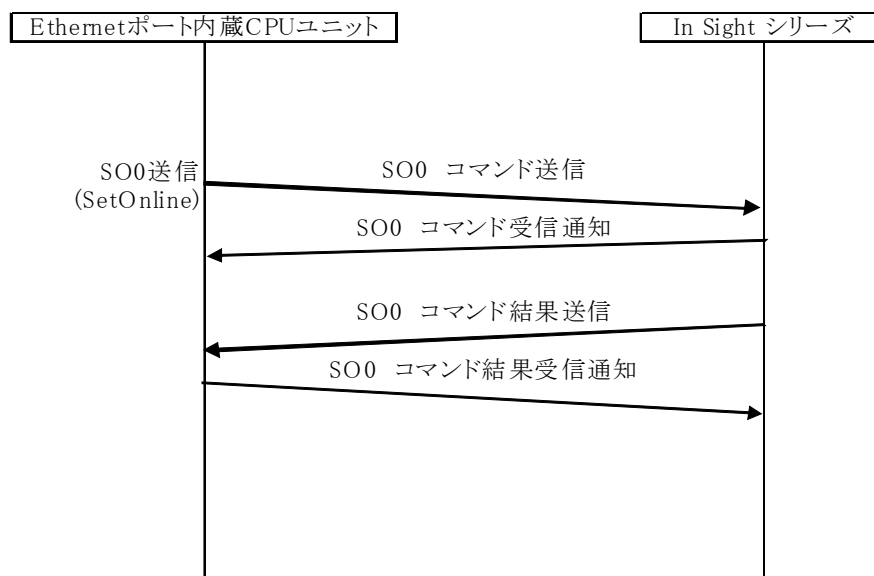 Ethernetポート内蔵CPUユニット
In Sight シリーズ
SO0送信
(SetOnline)
SO0 コマンド送信
SO0 コマンド受信通知
SO0 コマンド結果送信
SO0 コマンド結果受信通知